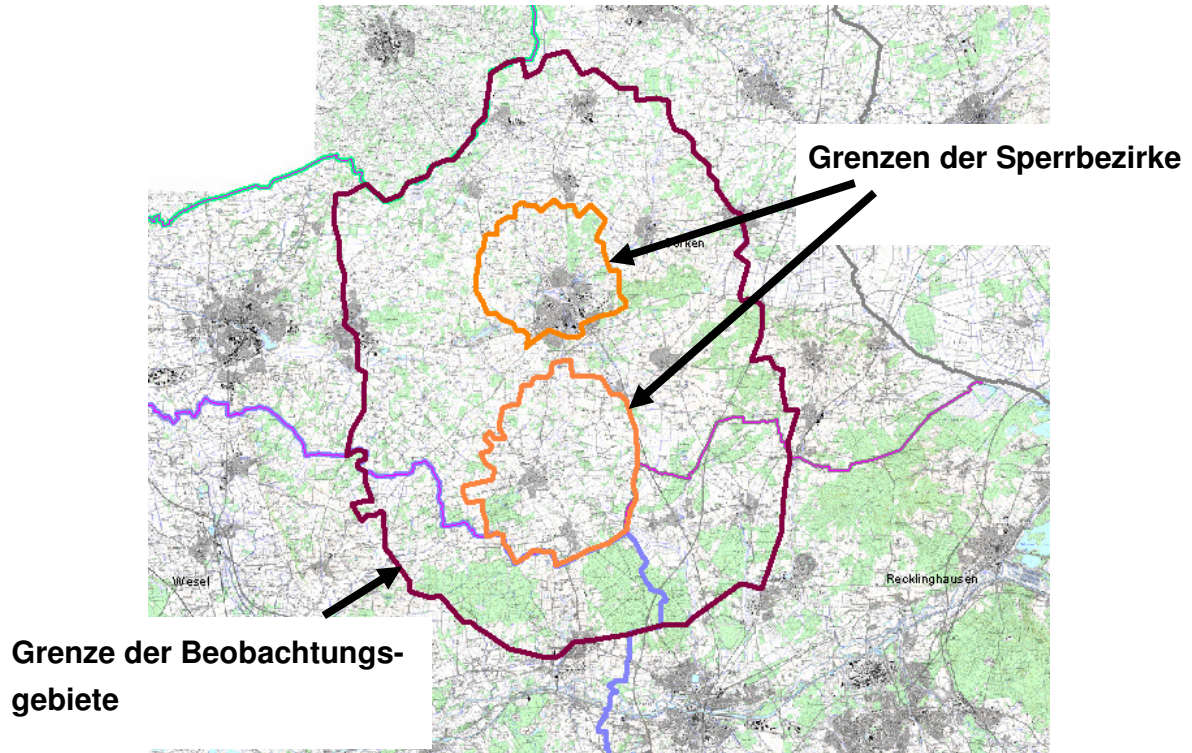 Grenzen der Sperrbezirke
Wesel
Recklinghausen
Grenze der Beobachtungs-
gebiete